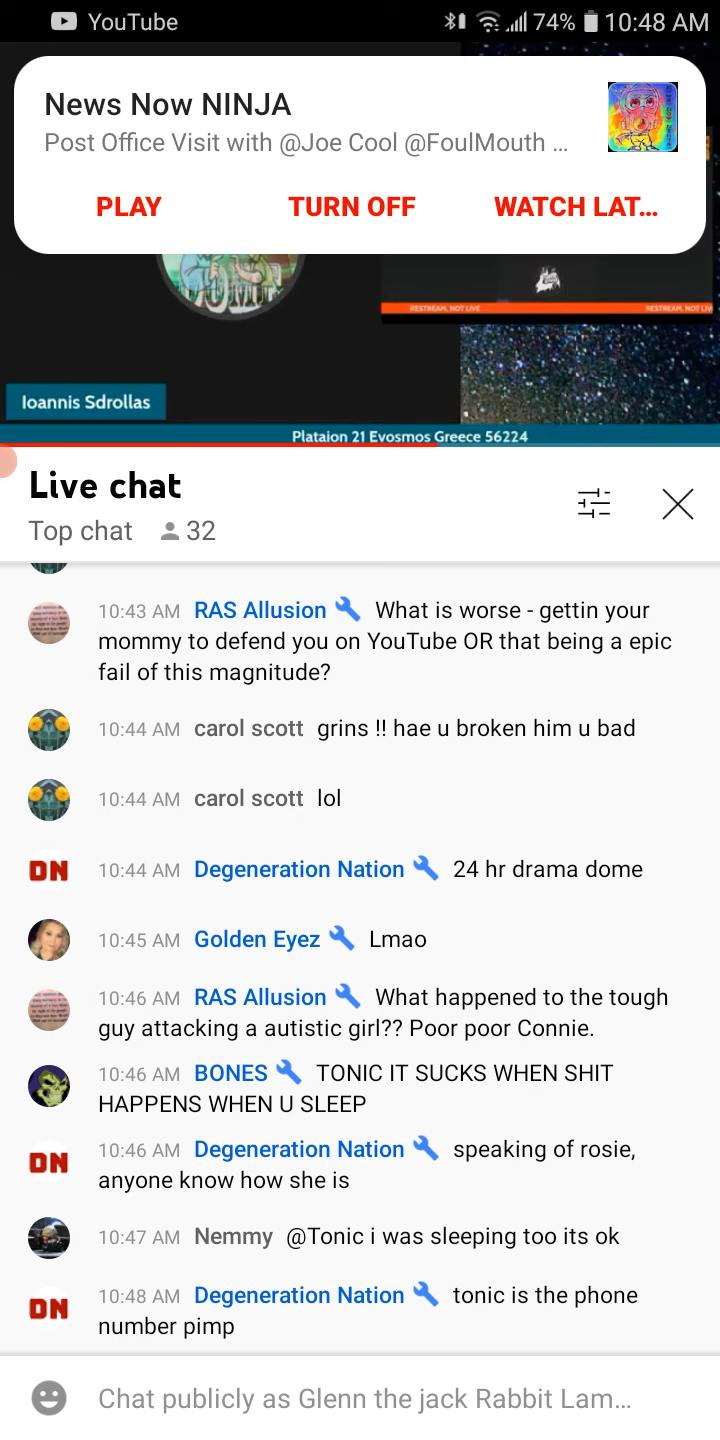 YouTube 74% 10:48 AM
News Now NINJA
Post Office Visit with @Joe Cool @FoulMouth ...
PLAY TURN OFF WATCH LAT...
RESTREAM, NOT LIVE RESTREAM, NOT LIV
Ioannis Sdrollas
Plataion 21 Evosmos Greece 56224
Live chat
Top chat 32
10:43 AM RAS Allusion What is worse - gettin your
mommy to defend you on YouTube OR that being a epic
fail of this magnitude?
10:44 AM carol scott grins !! hae u broken him u bad
10:44 AM carol scott lol
DN 10:44 AM Degeneration Nation 24 hr drama dome
10:45 AM Golden Eyez Lmao
10:46 AM RAS Allusion What happened to the tough
guy attacking a autistic girl?? Poor poor Connie.
10:46 AM BONES TONIC IT SUCKS WHEN SHIT
HAPPENS WHEN U SLEEP
DN 10:46 AM Degeneration Nation speaking of rosie,
anyone know how she is
10:47 AM Nemmy @Tonic i was sleeping too its ok
DN 10:48 AM Degeneration Nation tonic is the phone
number pimp
Chat publicly as Glenn the jack Rabbit Lam...